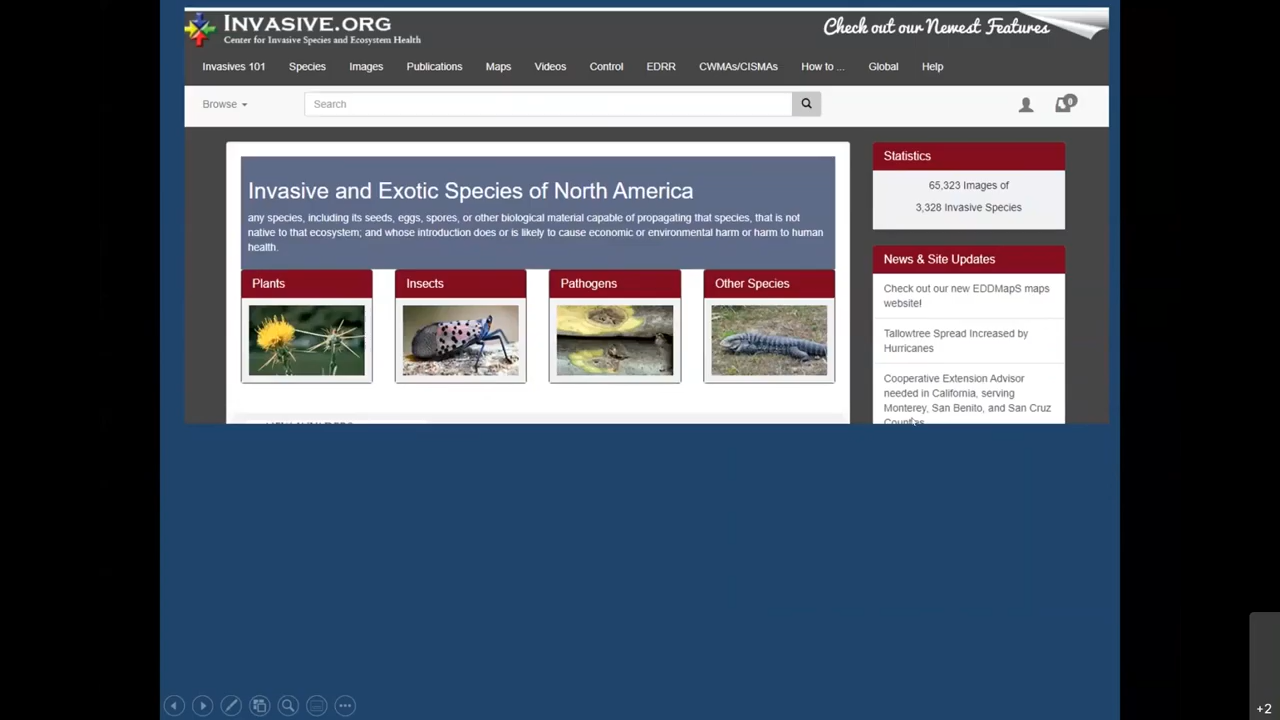 INVASIVE.ORG
Center for Invasive Species and Ecosystem Health
Check out our Newest Features
Invasives 101 Species Images Publications Maps Videos Control EDRR CWMAs/CISMAs How to ... Global Help
Browse
Search
0
Invasive and Exotic Species of North America
any species, including its seeds, eggs, spores, or other biological material capable of propagating that species, that is not
native to that ecosystem; and whose introduction does or is likely to cause economic or environmental harm or harm to human
health.
Plants
Insects
Pathogens
Other Species
Statistics
65,323 Images of
3,328 Invasive Species
News & Site Updates
Check out our new EDDMapS maps
website!
Tallowtree Spread Increased by
Hurricanes
Cooperative Extension Advisor
needed in California, serving
Monterey, San Benito, and San Cruz
Counties
+2